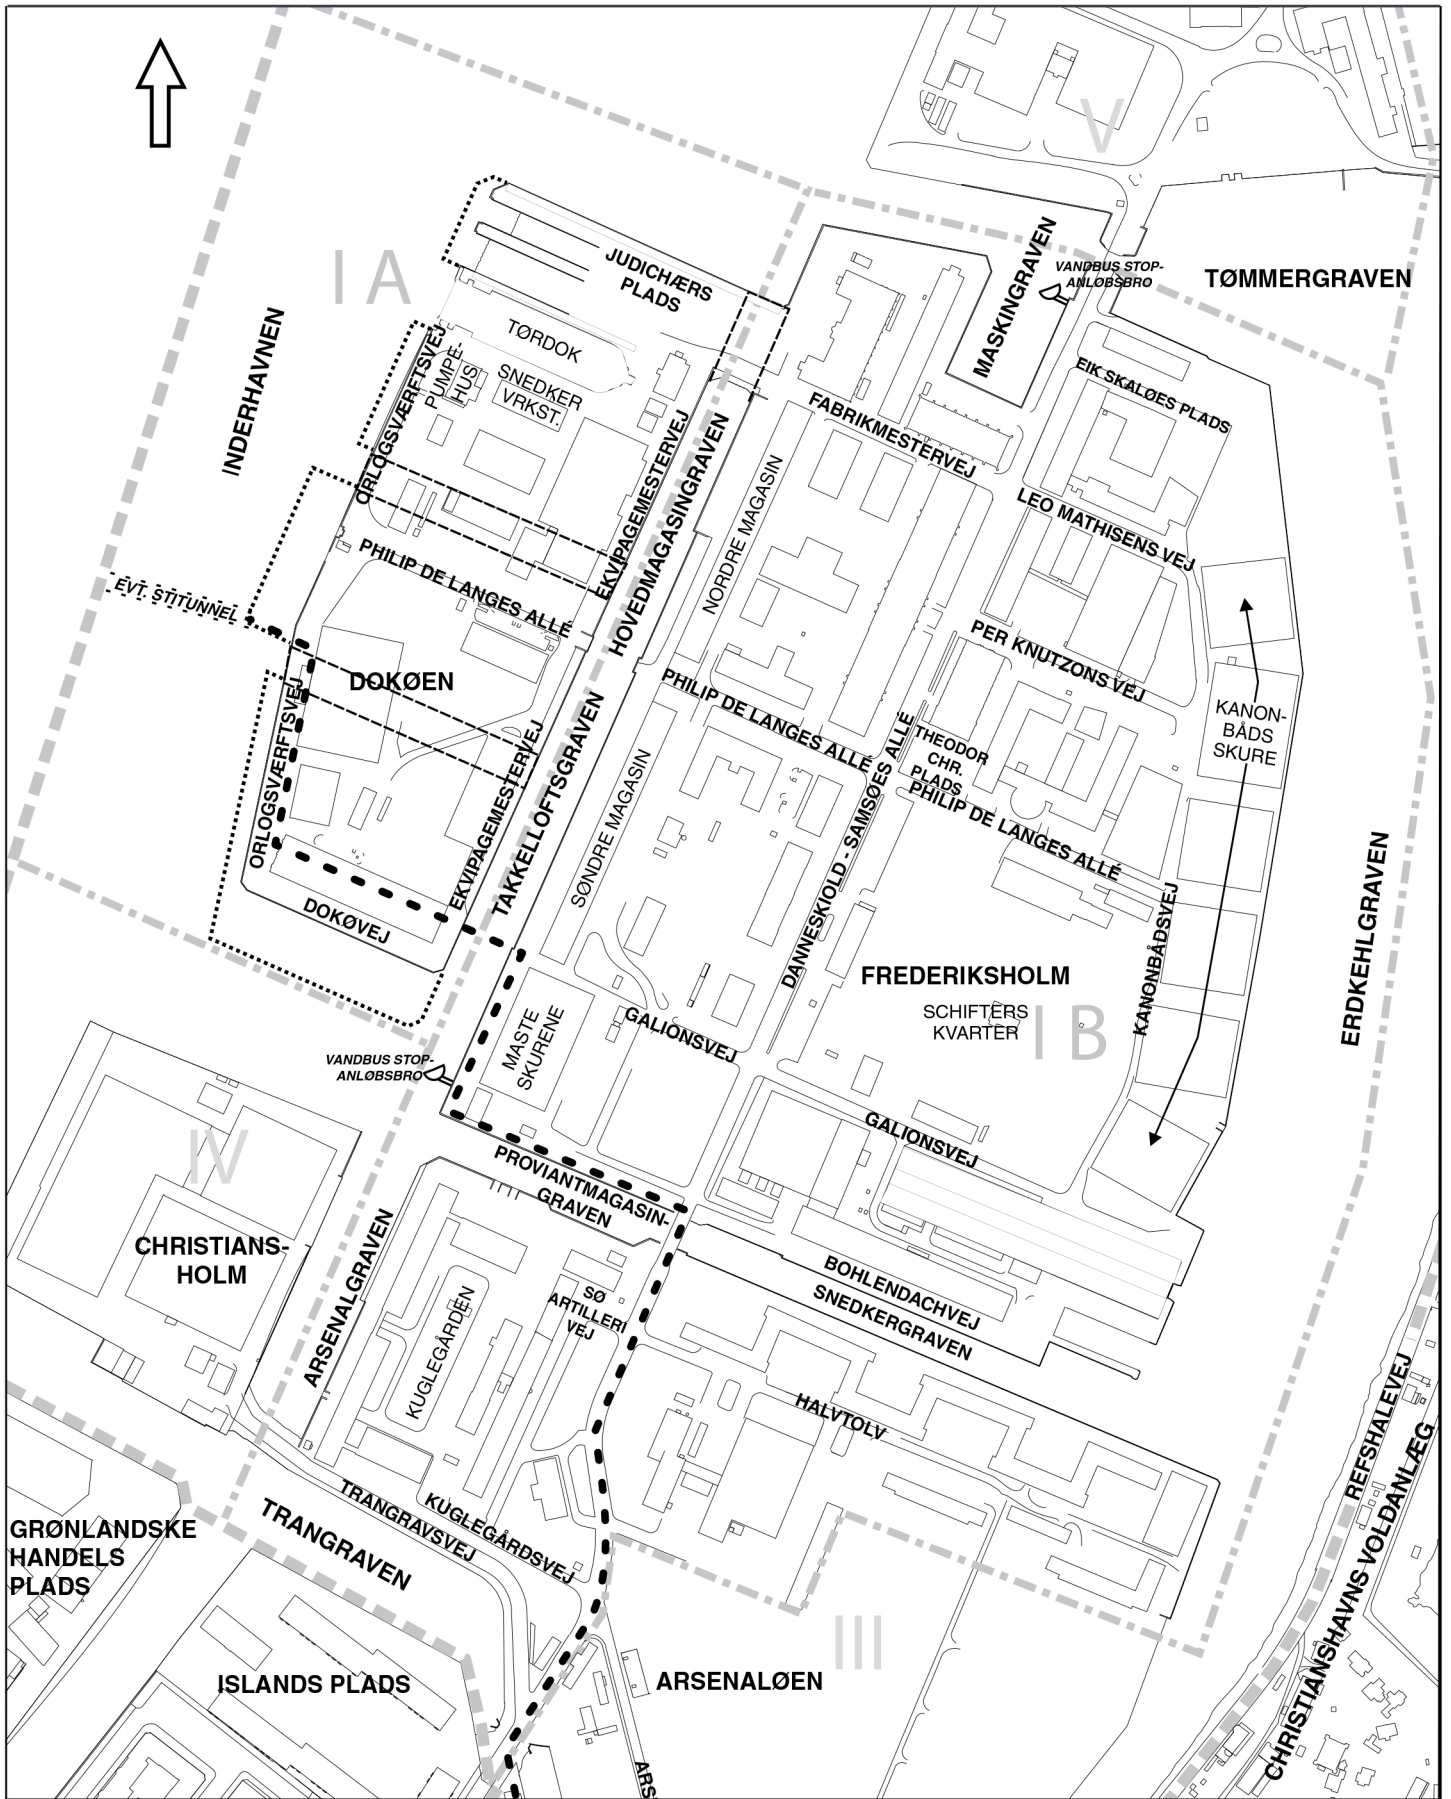 V
MASKINGRAVEN
VANDBUS STOP-
ANLØBSBRO
TØMMERGRAVEN
I A
JUDICHÆRS
PLADS
TØRDOK
INDERHAVNEN
ORLOGSVÆRFTSVEJ
PUMPE-
HUS
SNEDKER
VRKST.
EIK SKALØES PLADS
FABRIKMESTERVEJ
EKVIPAGEMESTERVEJ
HOVEDMAGASINGRAVEN
NORDRE MAGASIN
LEO MATHISENS VEJ
PHILIP DE LANGES ALLÉ
EVT. STITUNNEL
PER KNUTZONS VEJ
DOKØEN
PHILIP DE LANGES ALLÉ
KANON-
BÅDS
SKURE
ORLOGSVÆRFTSVEJ
EKVIPAGEMESTERVEJ
TAKKELLOFTSGRAVEN
SØNDRE MAGASIN
DANNESKIOLD - SAMSØES ALLÉ
THEODOR
CHR.
PLADS
PHILIP DE LANGES ALLÉ
ERDKEHLGRAVEN
DOKØVEJ
KANONBÅDSVEJ
FREDERIKSHOLM
SCHIFTERS
KVARTER
I B
MASTE
SKURENE
GALIONSVEJ
VANDBUS STOP-
ANLØBSBRO
IV
GALIONSVEJ
PROVIANTMAGASIN-
GRAVEN
CHRISTIANS-
HOLM
ARSENALGRAVEN
KUGLEGÅRDEN
SØ
ARTILLERI
VEJ
BOHLENDACHVEJ
SNEDKERGRAVEN
HALVTOLV
REFSHALEVEJ
CHRISTIANSHAVNS VOLDANLÆG
GRØNLANDSKE
HANDELS
PLADS
TRANGRAVEN
TRANGRAVSVEJ
KUGLEGÅRDSVEJ
III
ISLANDS PLADS
ARSENALØEN
ARS